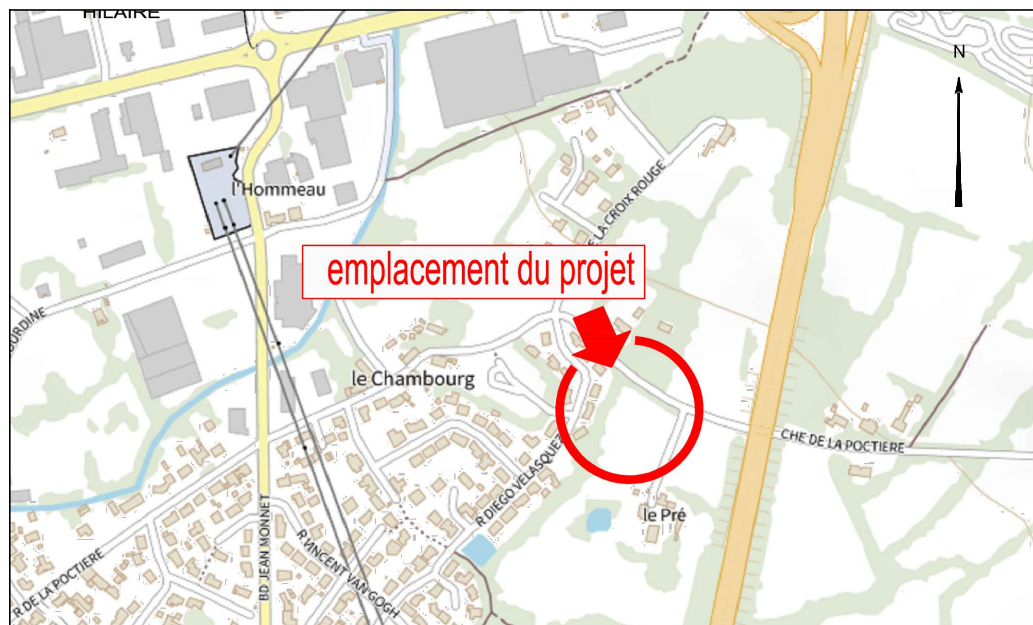 HILAIRE
N
l'Hommeau
DE LA CROIX ROUGE
emplacement du projet
OURDINE
le Chambourg
CHE DE LA POCTIERE
R DIEGO VELASQUEZ
le Pré
BD JEAN MONNET
R VINCENT VAN GOGH
R DE LA POCTIERE